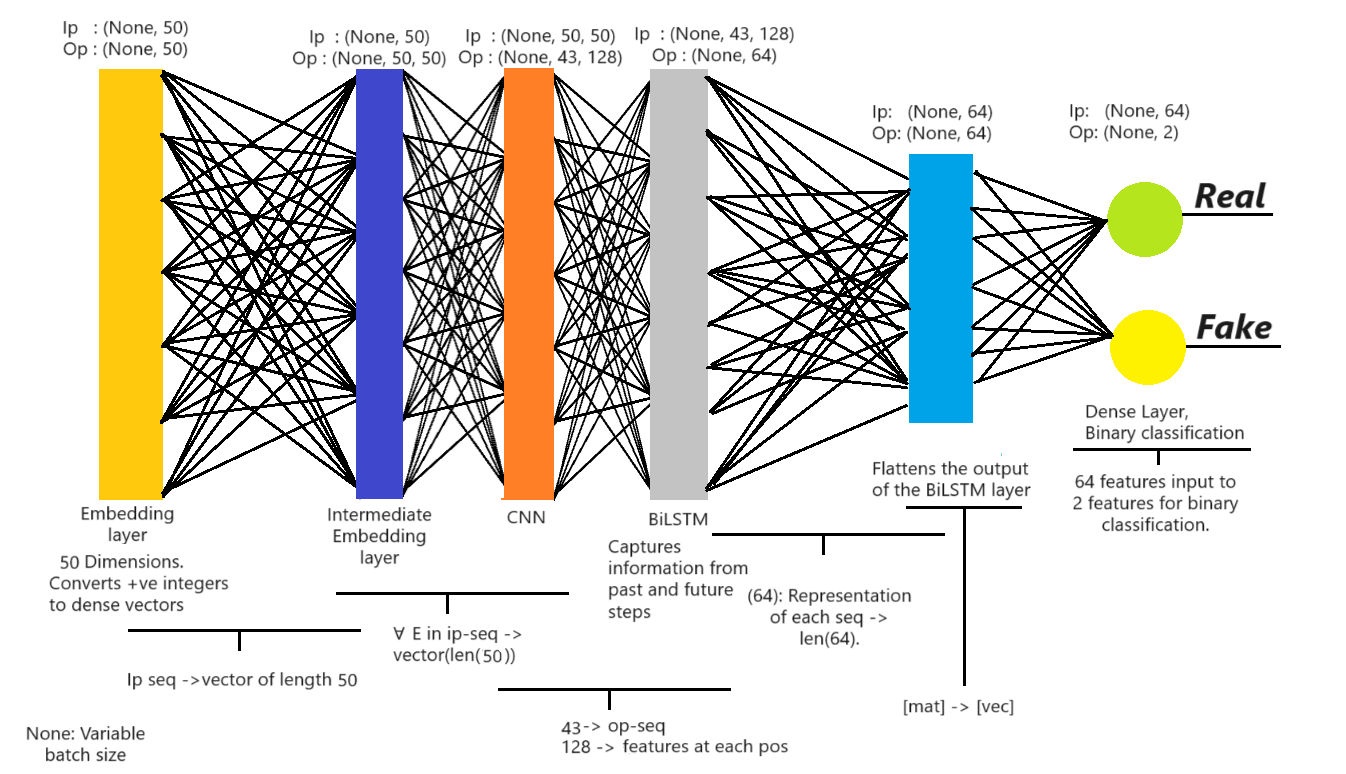 Ip : (None, 50)
Op : (None, 50)
Ip : (None, 50)
Op : (None, 50, 50)
Ip : (None, 50, 50)
Op : (None, 43, 128)
Ip : (None, 43, 128)
Op : (None, 64)
Ip: (None, 64)
Op: (None, 64)
Ip: (None, 64)
Op: (None, 2)
Real
Fake
Embedding
layer
50 Dimensions.
Converts +ve integers
to dense vectors
Ip seq ->vector of length 50
Intermediate
Embedding
layer
∀ E in ip-seq ->
vector(len(50))
CNN
43-> op-seq
128 -> features at each pos
BiLSTM
Captures
information from
past and future
steps
(64): Representation
of each seq ->
len(64).
Flattens the output
of the BiLSTM layer
[mat] -> [vec]
Dense Layer,
Binary classification
64 features input to
2 features for binary
classification.
None: Variable
batch size